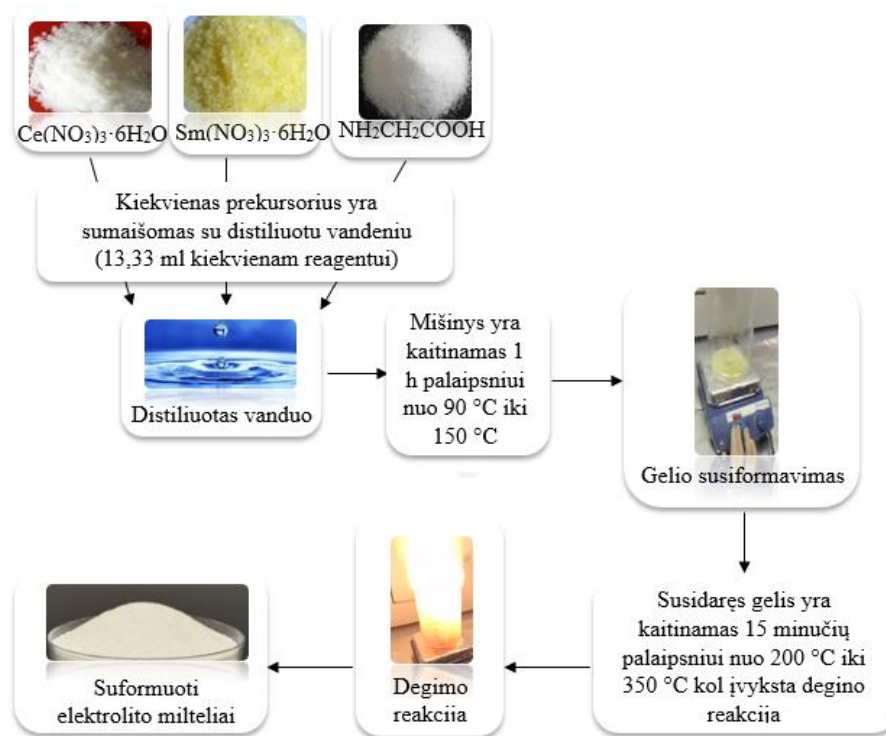 Ce(NO₃)₃·6H₂O
Sm(NO₃)₃·6H₂O
NH₂CH₂COOH
Kiekvienas prekursorius yra
sumaišomas su distiliuotu vandeniu
(13,33 ml kiekvienam reagentui)
Distiliuotas vanduo
Mišinys yra
kaitinamas 1
h palaipsniui
nuo 90 °C iki
150 °C
Gelio susiformavimas
Susidaręs gelis yra
kaitinamas 15 minučių
palaipsniui nuo 200 °C iki
350 °C kol įvyksta degino
reakcija
Degimo
reakcija
Suformuoti
elektrolito milteliai